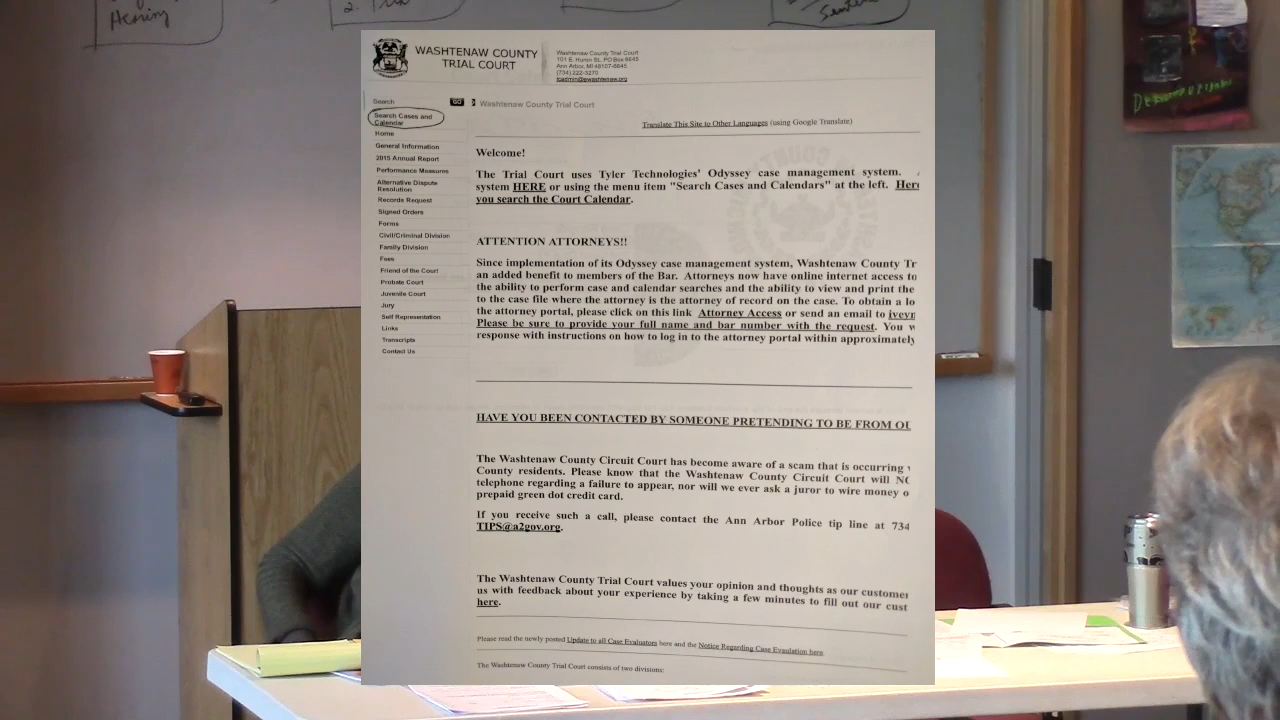 Hearing
2.
WASHTENAW COUNTY
TRIAL COURT
Washtenaw County Trial Court
101 E. Huron St., PO Box 8645
Ann Arbor, MI 48107-8645
(734) 222-3270
tcadmin@ewashtenaw.org
Search
GO
Search Cases and
Calendar
Home
General Information
2015 Annual Report
Performance Measures
Alternative Dispute
Resolution
Records Request
Signed Orders
Forms
Civil/Criminal Division
Family Division
Fees
Friend of the Court
Probate Court
Juvenile Court
Jury
Self Representation
Links
Transcripts
Contact Us
Washtenaw County Trial Court
Translate This Site to Other Languages (using Google Translate)
Welcome!
The Trial Court uses Tyler Technologies' Odyssey case management system.
system HERE or using the menu item "Search Cases and Calendars" at the left. Here
you search the Court Calendar.
ATTENTION ATTORNEYS!!
Since implementation of its Odyssey case management system, Washtenaw County Tr
an added benefit to members of the Bar. Attorneys now have online internet access to
the ability to perform case and calendar searches and the ability to view and print the
to the case file where the attorney is the attorney of record on the case. To obtain a lo
the attorney portal, please click on this link Attorney Access or send an email to iveyr
Please be sure to provide your full name and bar number with the request. You w
response with instructions on how to log in to the attorney portal within approximately
HAVE YOU BEEN CONTACTED BY SOMEONE PRETENDING TO BE FROM OU
The Washtenaw County Circuit Court has become aware of a scam that is occurring
County residents. Please know that the Washtenaw County Circuit Court will NO
telephone regarding a failure to appear, nor will we ever ask a juror to wire money o
prepaid green dot credit card.
If you receive such a call, please contact the Ann Arbor Police tip line at 734
TIPS@a2gov.org.
The Washtenaw County Trial Court values your opinion and thoughts as our customer
us with feedback about your experience by taking a few minutes to fill out our cust
here.
Please read the newly posted Update to all Case Evaluators here and the Notice Regarding Case Evaulation here
The Washtenaw County Trial Court consists of two divisions: